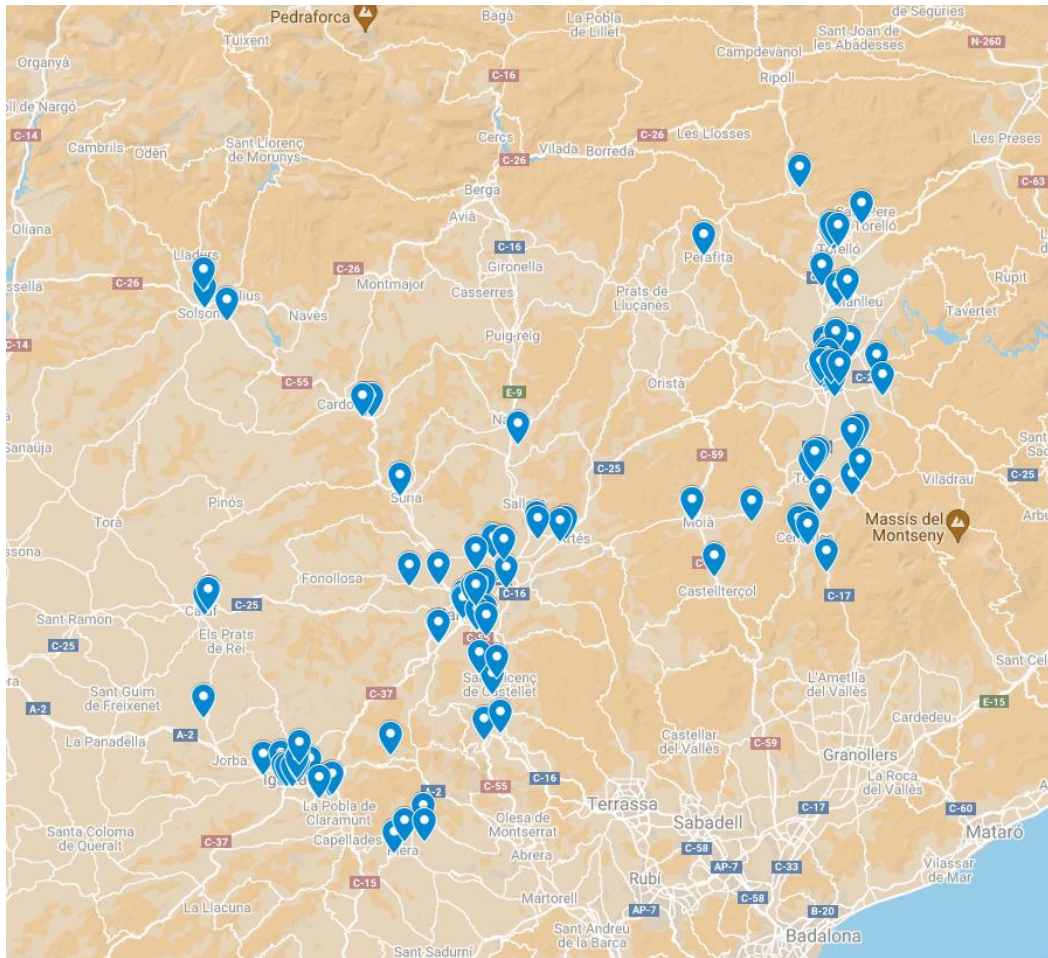 Pedraforca
Bagà
La Pobla
de Lillet
Sant Joan de
les Abadesses
de Segúries
Tuixent
Campdevànol
N-260
Organyà
C-16
Ripoll
oll de Nargó
C-14
Cambrils
Odèn
Sant Llorenç
de Morunys
Cercs
C-26
Vilada
Borredà
C-26
Les Llosses
Les Preses
C-63
Oliana
Berga
Avià
Lladurs
C-16
Gironella
Perafita
Sant Pere
Torelló
Torelló
C-26
assella
C-26
Montmajor
Casserres
Prats de
Lluçanès
Manlleu
Rupit
Tavertet
Solsona
Navès
C-14
Puig-reig
C-55
E-9
Oristà
Cardona
Sanaüja
C-59
C-25
Súria
Pinós
Viladrau
C-25
Torà
Moià
Artés
Massís del
Montseny
Arbu
Fonollosa
C-16
Castellterçol
C-17
Calaf
C-25
Sant Ramon
Els Prats
de Rei
C-25
Sant Cel
Sant Vicenç
de Castellet
L'Ametlla
del Vallès
E-15
Sant Guim
de Freixenet
A-2
C-37
Cardedeu
La Panadella
A-2
Castellar
del Vallès
C-59
Granollers
Jorba
C-55
C-16
La Roca
del Vallès
A-2
La Pobla de
Claramunt
Terrassa
C-17
C-60
Santa Coloma
de Queralt
C-37
Capellades
Olesa de
Montserrat
Sabadell
Mataró
Abrera
C-58
AP-7
C-33
Vilassar
de Mar
C-15
Rubí
Martorell
C-58
La Llacuna
AP-7
B-20
Sant Andreu
de la Barca
Badalona
Sant Sadurní